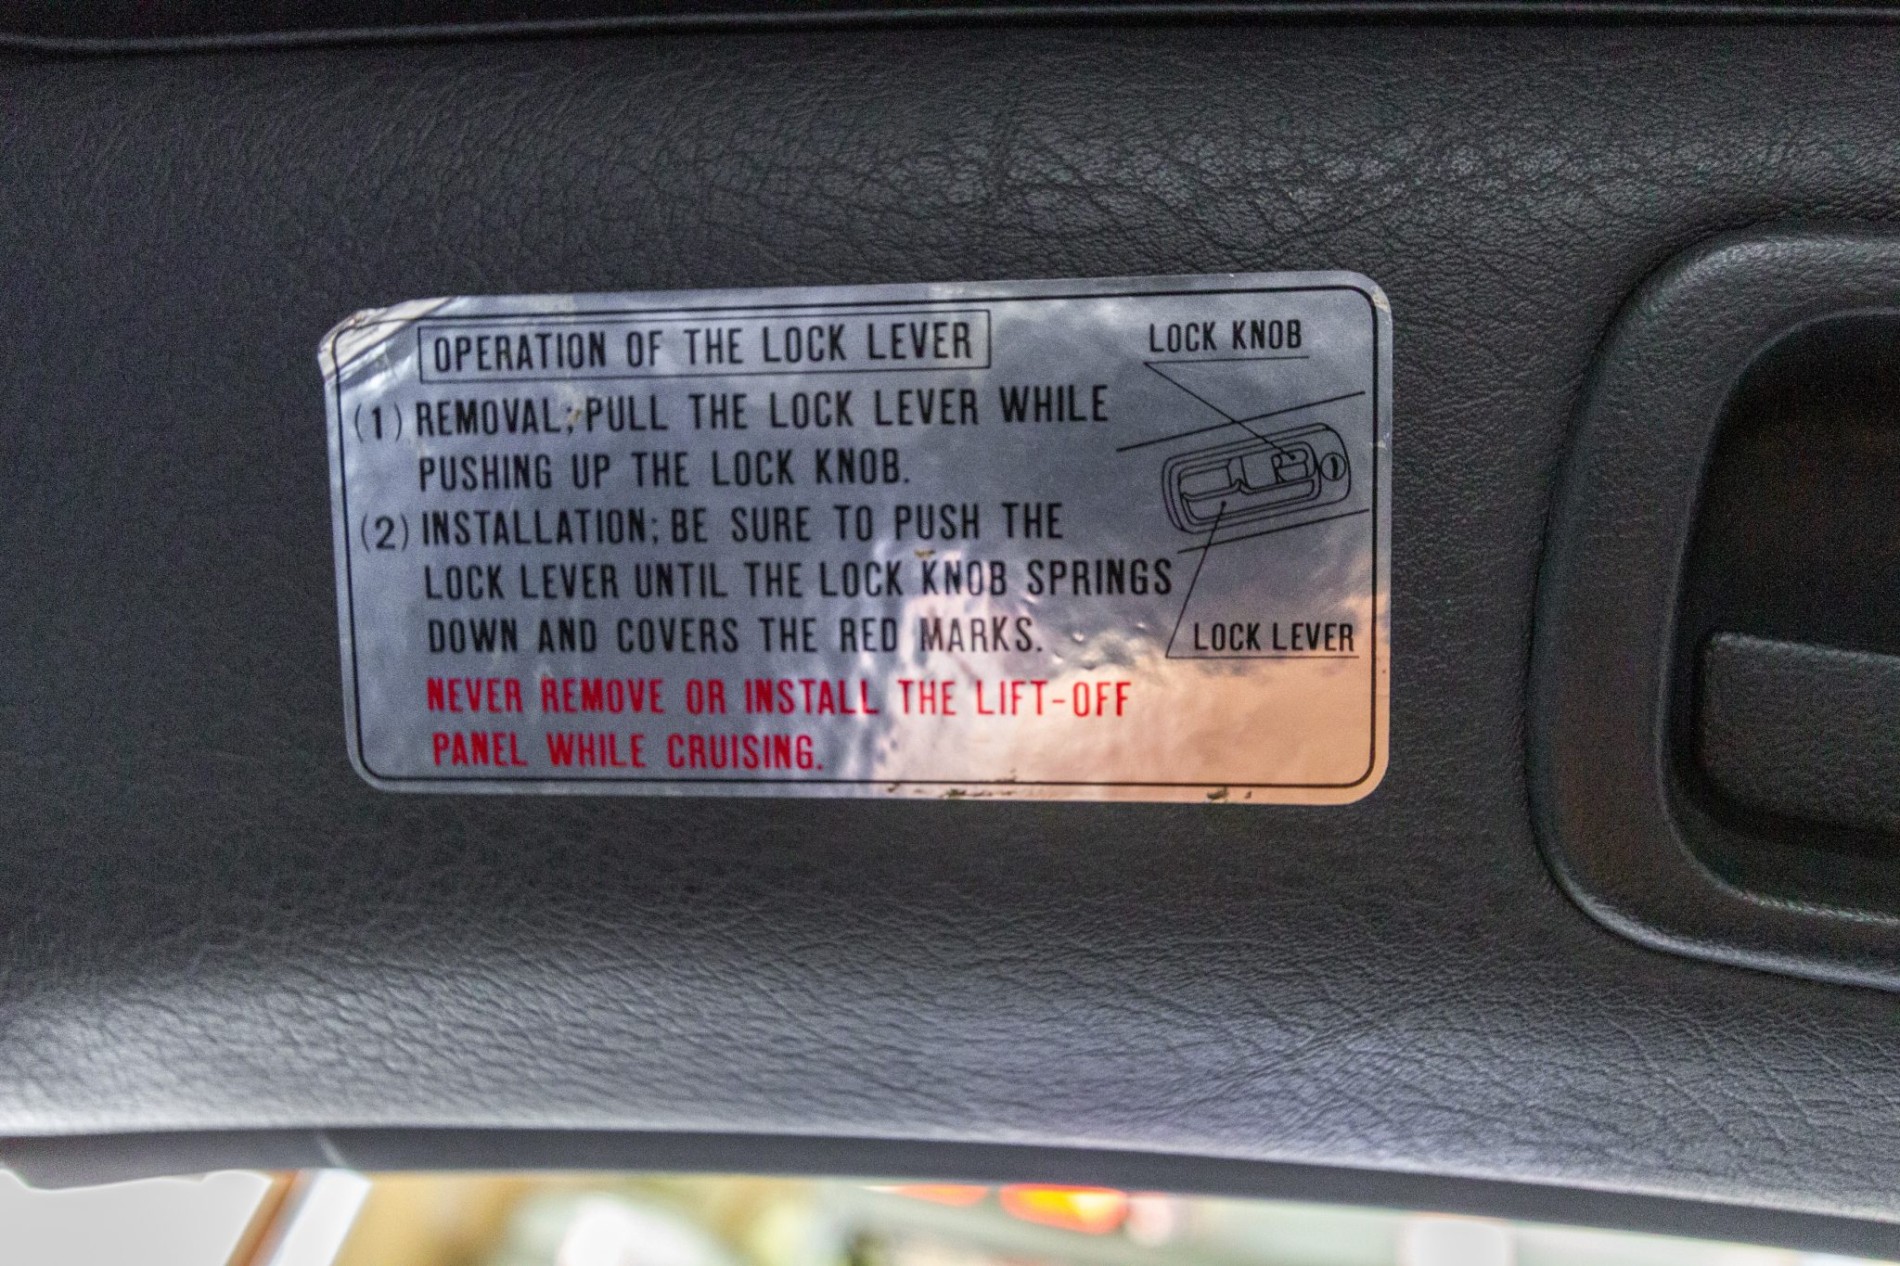 OPERATION OF THE LOCK LEVER
(1) REMOVAL; PULL THE LOCK LEVER WHILE
PUSHING UP THE LOCK KNOB.
(2) INSTALLATION; BE SURE TO PUSH THE
LOCK LEVER UNTIL THE LOCK KNOB SPRINGS
DOWN AND COVERS THE RED MARKS.
NEVER REMOVE OR INSTALL THE LIFT-OFF
PANEL WHILE CRUISING.
LOCK KNOB
LOCK LEVER